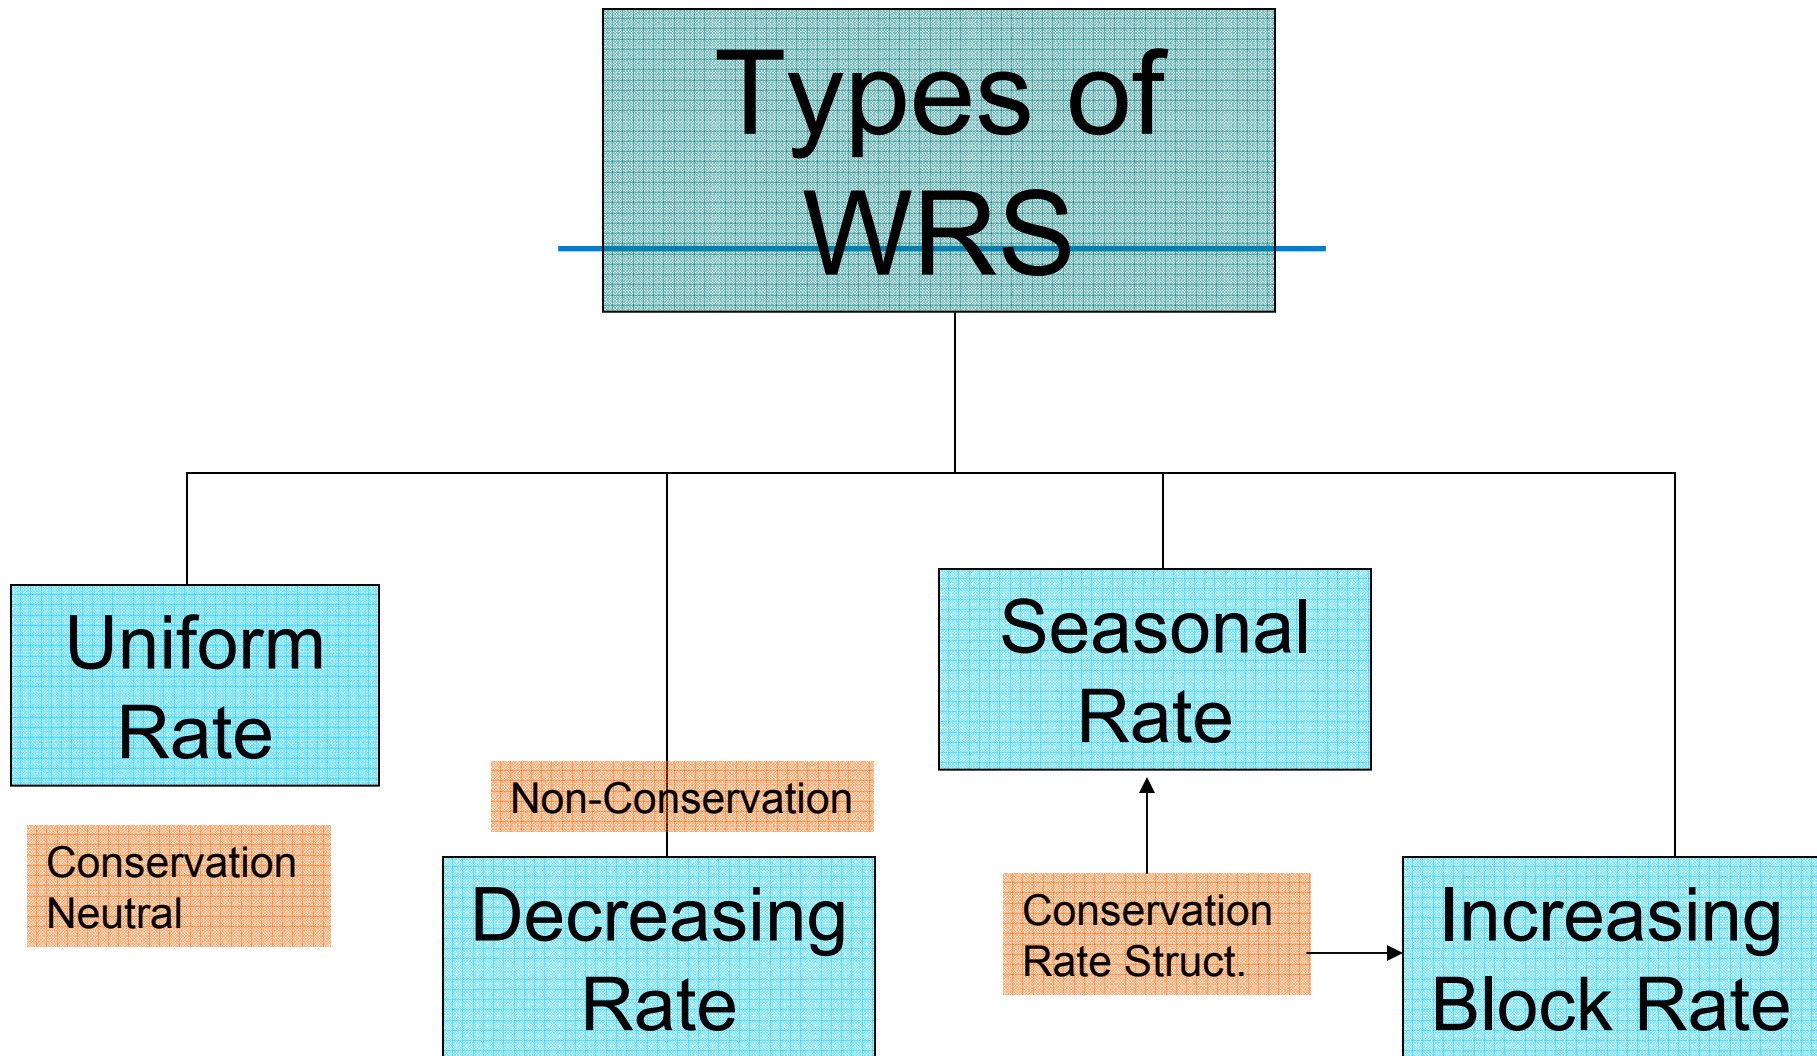 Types of
WRS
Uniform
Rate
Conservation
Neutral
Non-Conservation
Decreasing
Rate
Seasonal
Rate
Conservation
Rate Struct.
Increasing
Block Rate